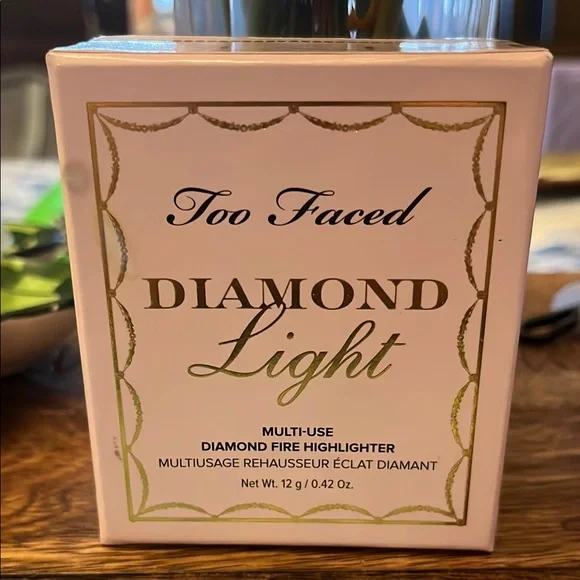 Too Faced
DIAMOND
Light
MULTI-USE
DIAMOND FIRE HIGHLIGHTER
MULTIUSAGE REHAUSSEUR ÉCLAT DIAMANT
Net Wt. 12 g / 0.42 Oz.